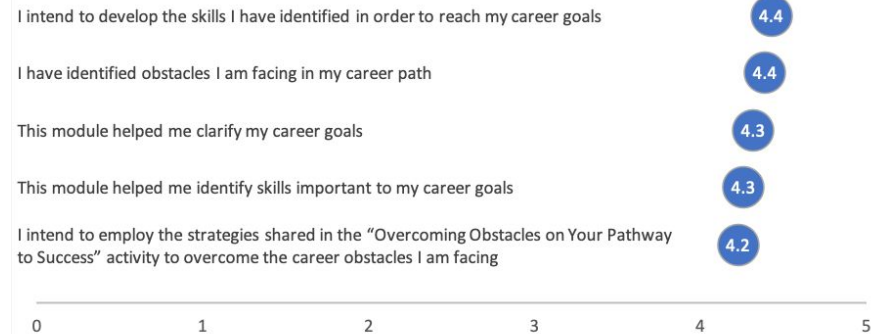 I intend to develop the skills I have identified in order to reach my career goals
4.4
I have identified obstacles I am facing in my career path
4.4
This module helped me clarify my career goals
4.3
This module helped me identify skills important to my career goals
4.3
I intend to employ the strategies shared in the “Overcoming Obstacles on Your Pathway
to Success” activity to overcome the career obstacles I am facing
4.2
0 1 2 3 4 5